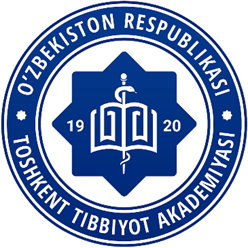 O'ZBEKISTON RESPUBLIKASI
19 20
TOSHKENT TIBBIYOT AKADEMIYASI